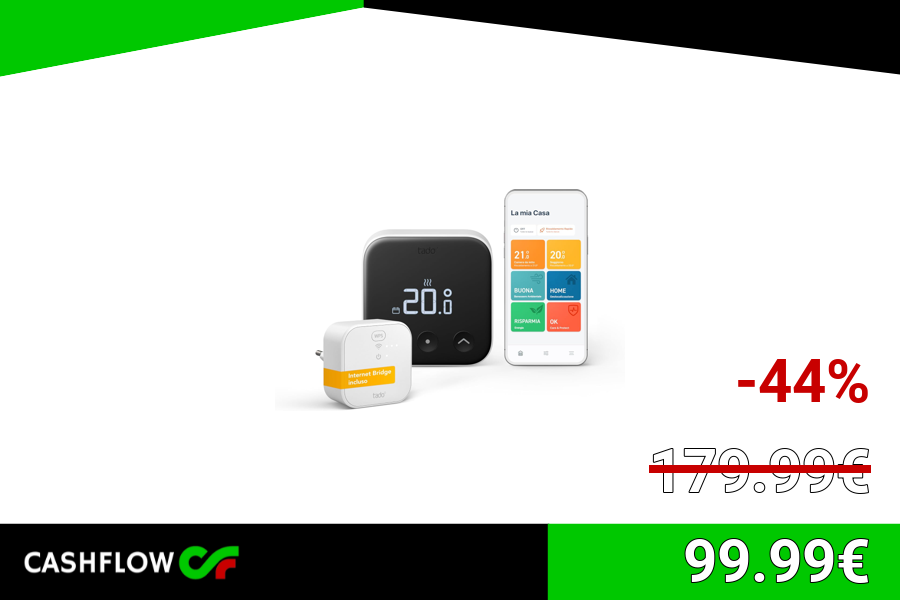 tado°
20.0
Internet Bridge
incluso
tado°
La mia Casa
21
20
BUONA
HOME
RISPARMIA
OK
-44%
179.99€
CASHFLOW
99.99€